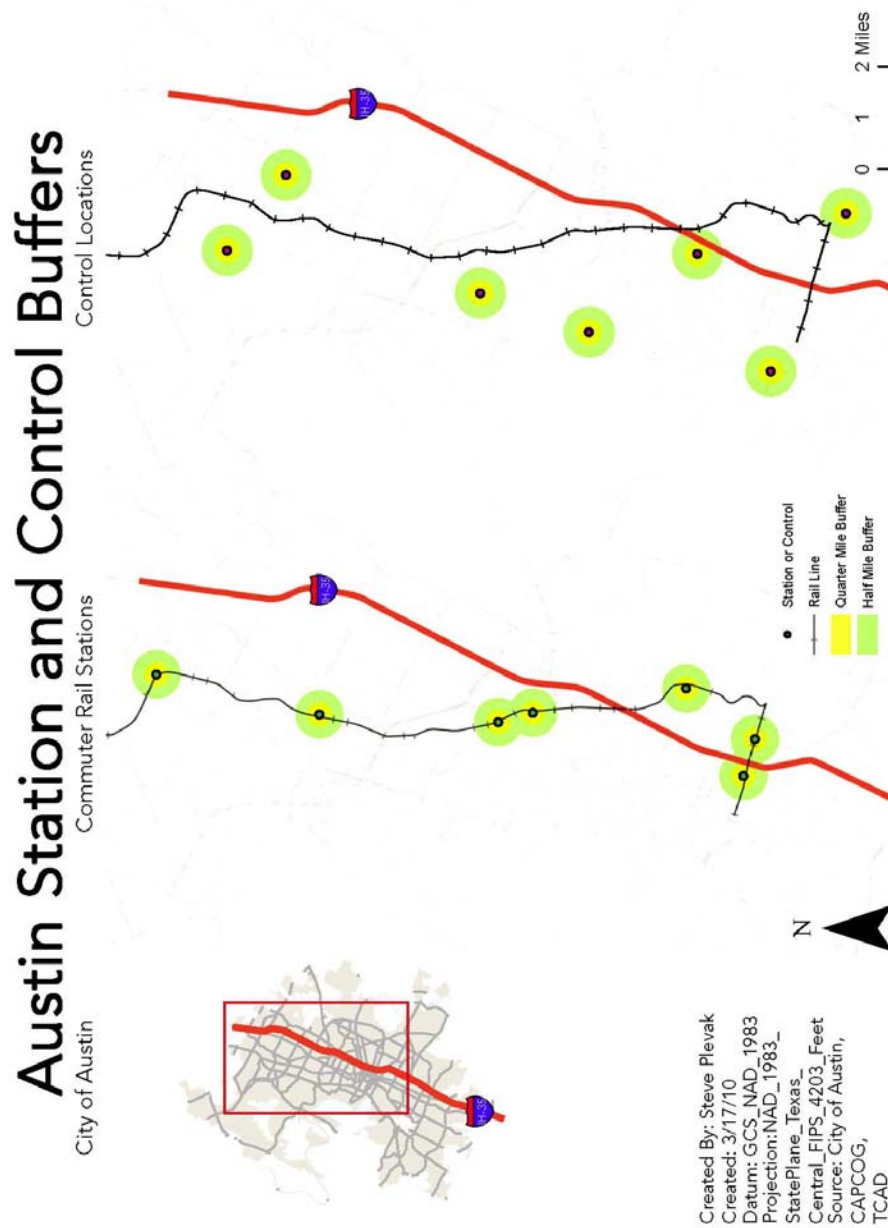 Austin Station and Control Buffers
City of Austin
Commuter Rail Stations
Control Locations
IH-35
IH-35
IH-35
N
Station or Control
Rail Line
Quarter Mile Buffer
Half Mile Buffer
0 1 2 Miles
Created By: Steve Plevak
Created: 3/17/10
Datum: GCS_NAD_1983
Projection:NAD_1983_
StatePlane_Texas_
Central_FIPS_4203_Feet
Source: City of Austin,
CAPCOG,
TCAD